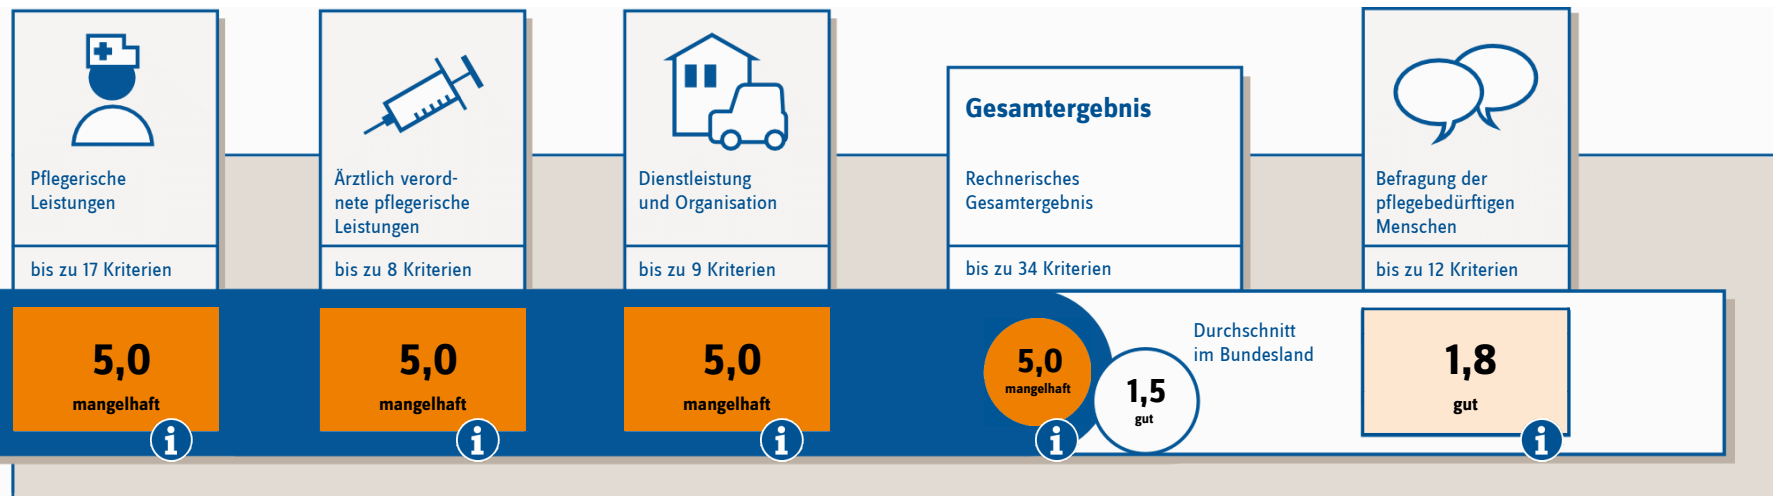 Pflegerische
Leistungen
bis zu 17 Kriterien
5,0
mangelhaft
i
Ärztlich verord-
nete pflegerische
Leistungen
bis zu 8 Kriterien
5,0
mangelhaft
i
Dienstleistung
und Organisation
bis zu 9 Kriterien
5,0
mangelhaft
i
Gesamtergebnis
Rechnerisches
Gesamtergebnis
bis zu 34 Kriterien
5,0
mangelhaft
i
1,5
gut
Durchschnitt
im Bundesland
Befragung der
pflegebedürftigen
Menschen
bis zu 12 Kriterien
1,8
gut
i